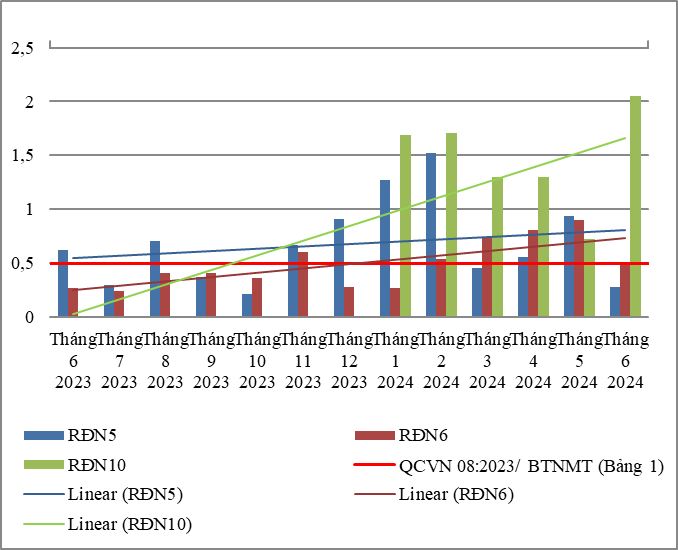 2,5
2
1,5
1
0,5
0
Tháng Tháng Tháng Tháng Tháng Tháng Tháng Tháng Tháng Tháng Tháng Tháng Tháng
6 7 8 9 10 11 12 1 2 3 4 5 6
2023 2023 2023 2023 2023 2023 2023 2024 2024 2024 2024 2024 2024
RĐN5 RĐN6
RĐN10 QCVN 08:2023/ BTNMT (Bảng 1)
Linear (RĐN5) Linear (RĐN6)
Linear (RĐN10)